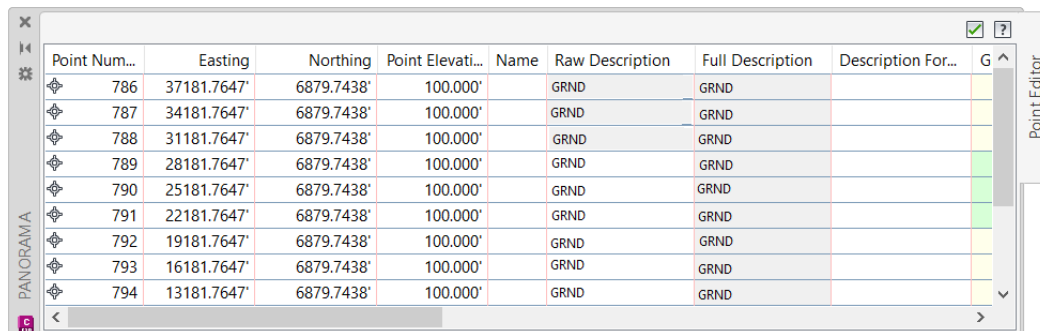 Point Num... Easting Northing Point Elevati... Name Raw Description Full Description Description For... G
786 37181.7647' 6879.7438' 100.000' GRND GRND
787 34181.7647' 6879.7438' 100.000' GRND GRND
788 31181.7647' 6879.7438' 100.000' GRND GRND
789 28181.7647' 6879.7438' 100.000' GRND GRND
790 25181.7647' 6879.7438' 100.000' GRND GRND
791 22181.7647' 6879.7438' 100.000' GRND GRND
792 19181.7647' 6879.7438' 100.000' GRND GRND
793 16181.7647' 6879.7438' 100.000' GRND GRND
794 13181.7647' 6879.7438' 100.000' GRND GRND
PANORAMA
Point Editor